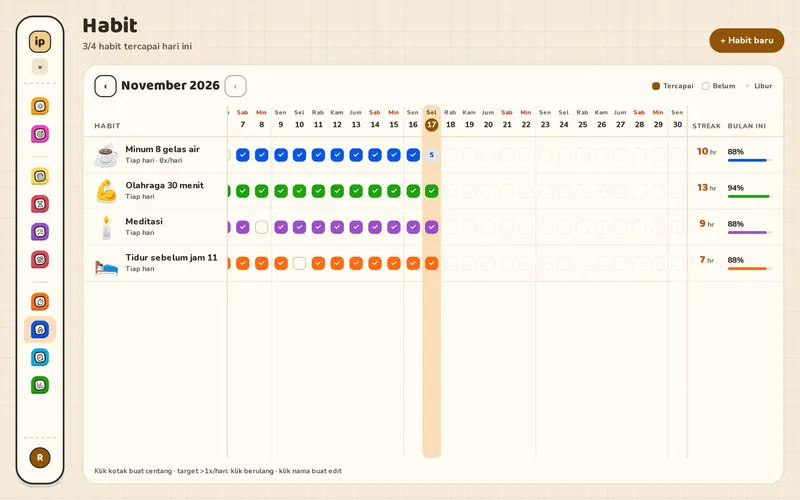 ip
»
Habit
3/4 habit tercapai hari ini
+ Habit baru
‹ November 2026 ›
Tercapai Belum Libur
HABIT
Sab Min Sen Sel Rab Kam Jum Sab Min Sen Sel Rab Kam Jum Sab Min Sen Sel Rab Kam Jum Sab Min Sen
7 8 9 10 11 12 13 14 15 16 17 18 19 20 21 22 23 24 25 26 27 28 29 30
STREAK BULAN INI
Minum 8 gelas air
Tiap hari · 8x/hari
5
10 hr 88%
Olahraga 30 menit
Tiap hari
13 hr 94%
Meditasi
Tiap hari
9 hr 88%
Tidur sebelum jam 11
Tiap hari
7 hr 88%
R
Klik kotak buat centang · target >1x/hari: klik berulang · klik nama buat edit